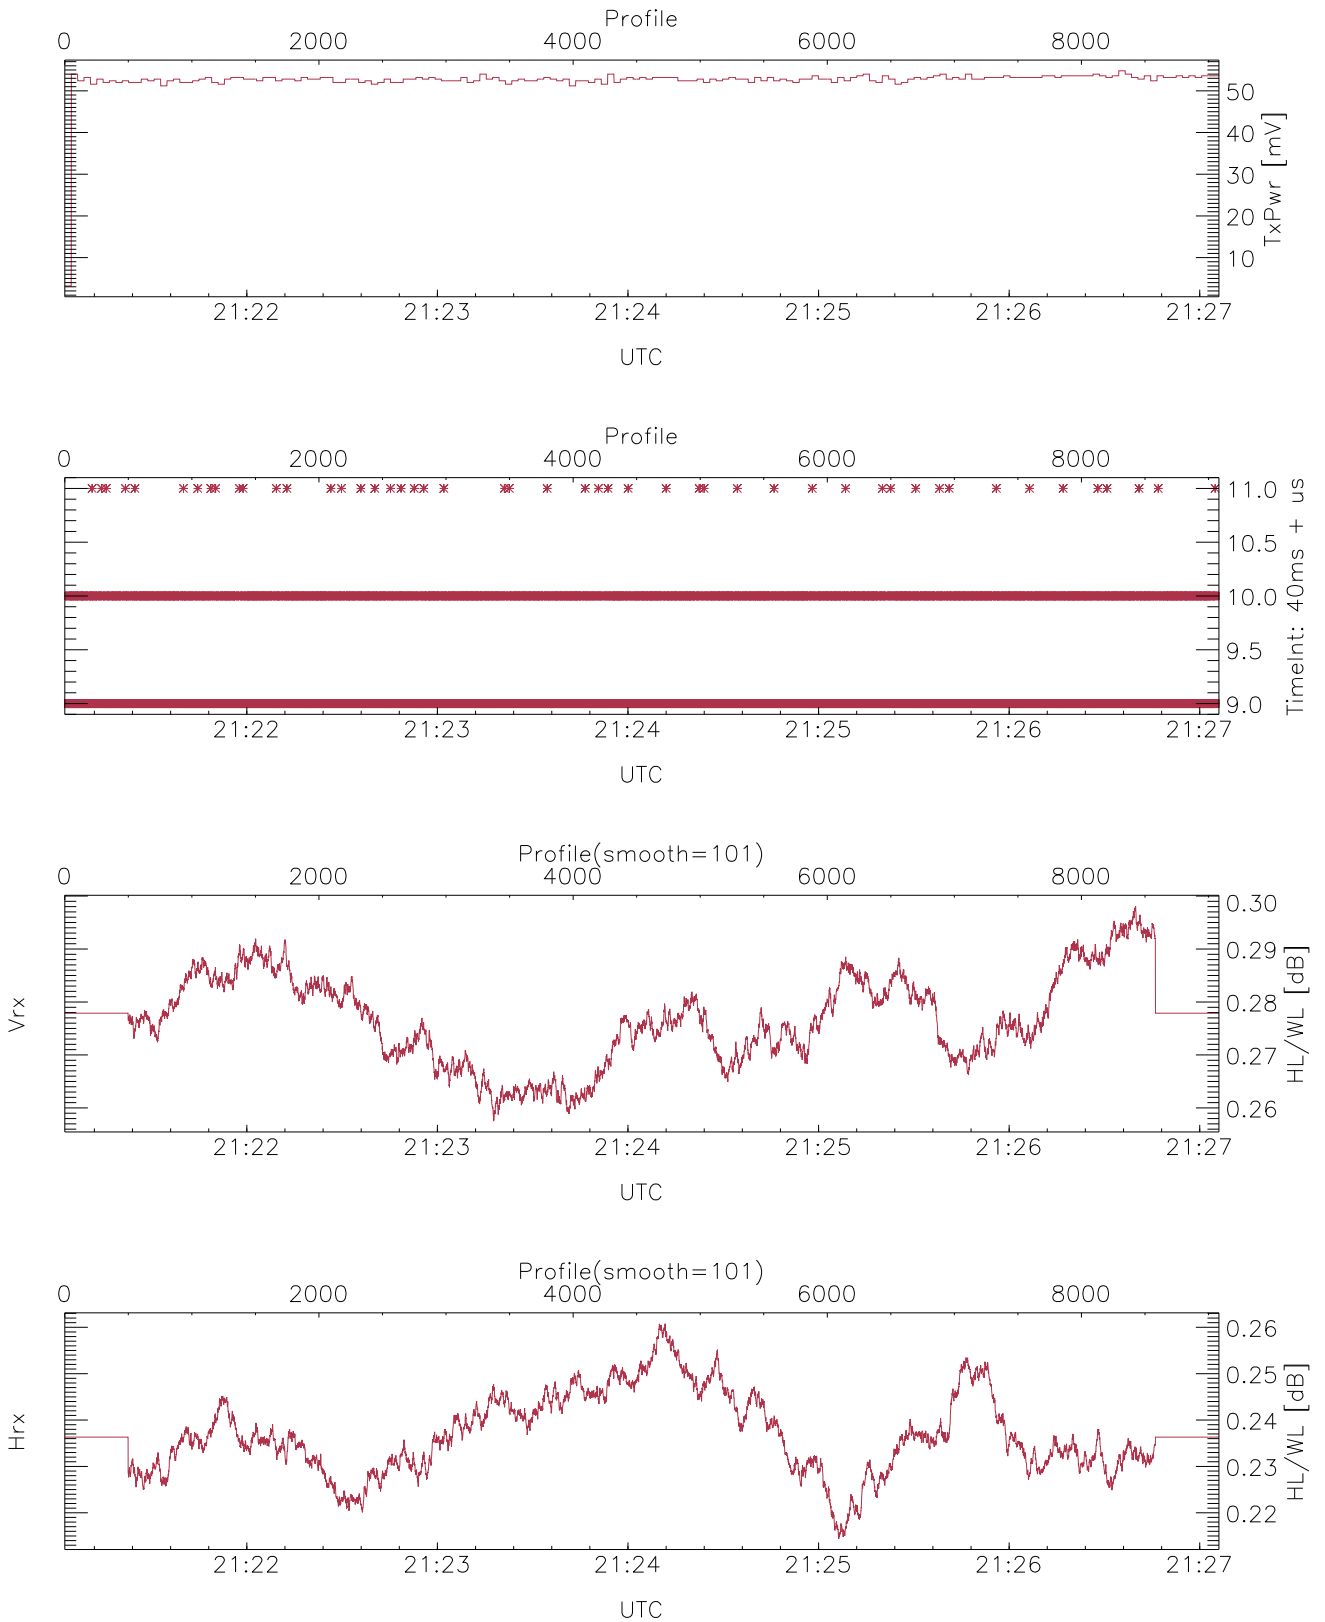 Profile
0 2000 4000 6000 8000
50
40
30
20
10
TxPwr [mV]
21:22 21:23 21:24 21:25 21:26 21:27
UTC
Profile
0 2000 4000 6000 8000
11.0
10.5
10.0
9.5
9.0
TimeInt: 40ms + us
21:22 21:23 21:24 21:25 21:26 21:27
UTC
Profile(smooth=101)
0 2000 4000 6000 8000
Vrx
0.30
0.29
0.28
0.27
0.26
HL/WL [dB]
21:22 21:23 21:24 21:25 21:26 21:27
UTC
Profile(smooth=101)
0 2000 4000 6000 8000
Hrx
0.26
0.25
0.24
0.23
0.22
HL/WL [dB]
21:22 21:23 21:24 21:25 21:26 21:27
UTC